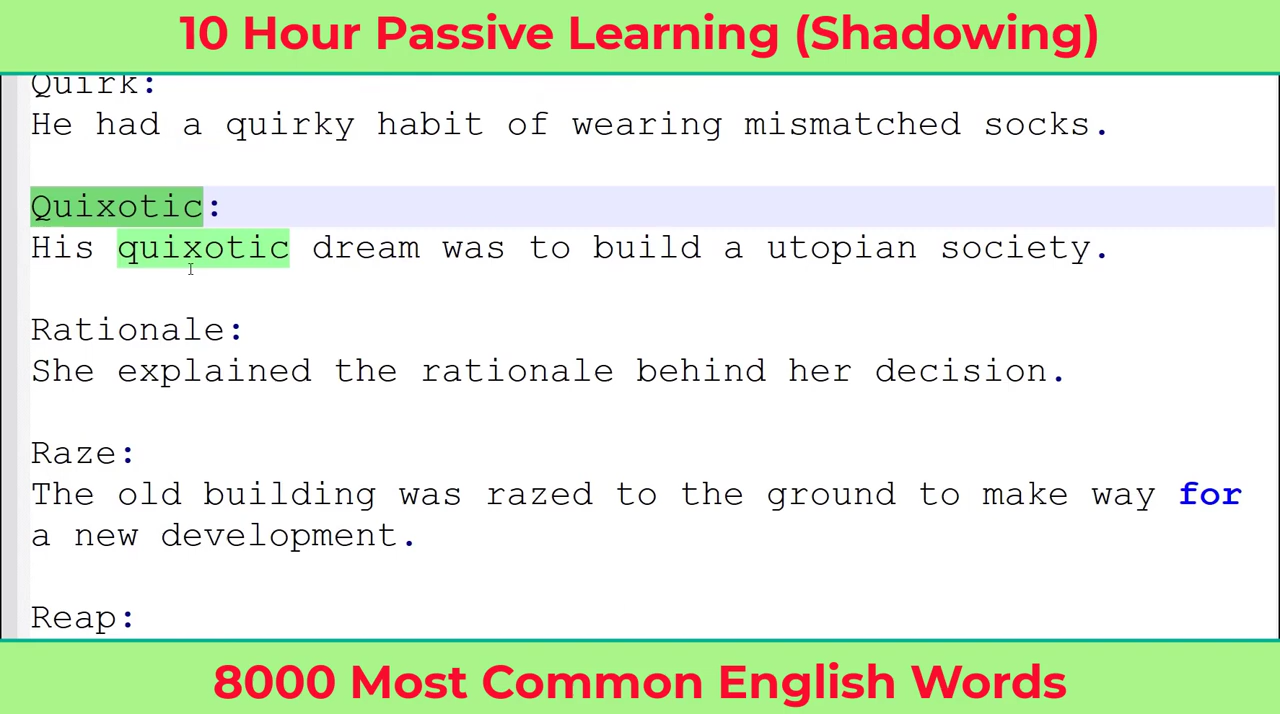 10 Hour Passive Learning (Shadowing)
Quirk:
He had a quirky habit of wearing mismatched socks.
Quixotic:
His quixotic dream was to build a utopian society.
Rationale:
She explained the rationale behind her decision.
Raze:
The old building was razed to the ground to make way for
a new development.
Reap:
8000 Most Common English Words